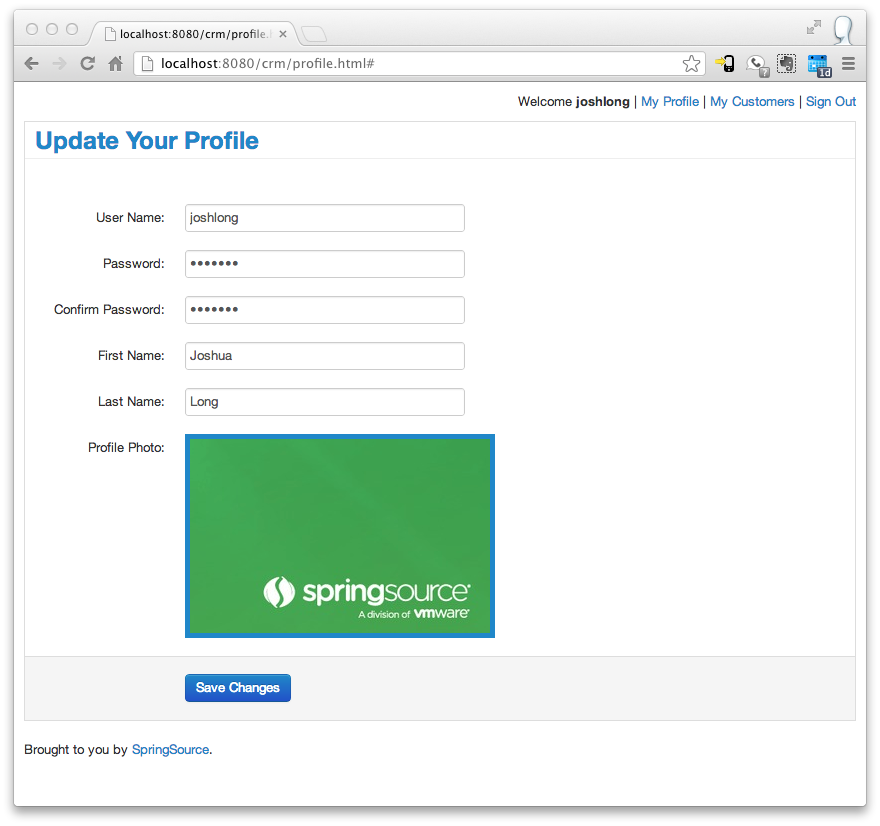 localhost:8080/crm/profile.
localhost:8080/crm/profile.html#
?
1d
Welcome joshlong | My Profile | My Customers | Sign Out
Update Your Profile
User Name: joshlong
Password: •••••••
Confirm Password: •••••••
First Name: Joshua
Last Name: Long
Profile Photo:
springsource®
A division of vmware®
Save Changes
Brought to you by SpringSource.